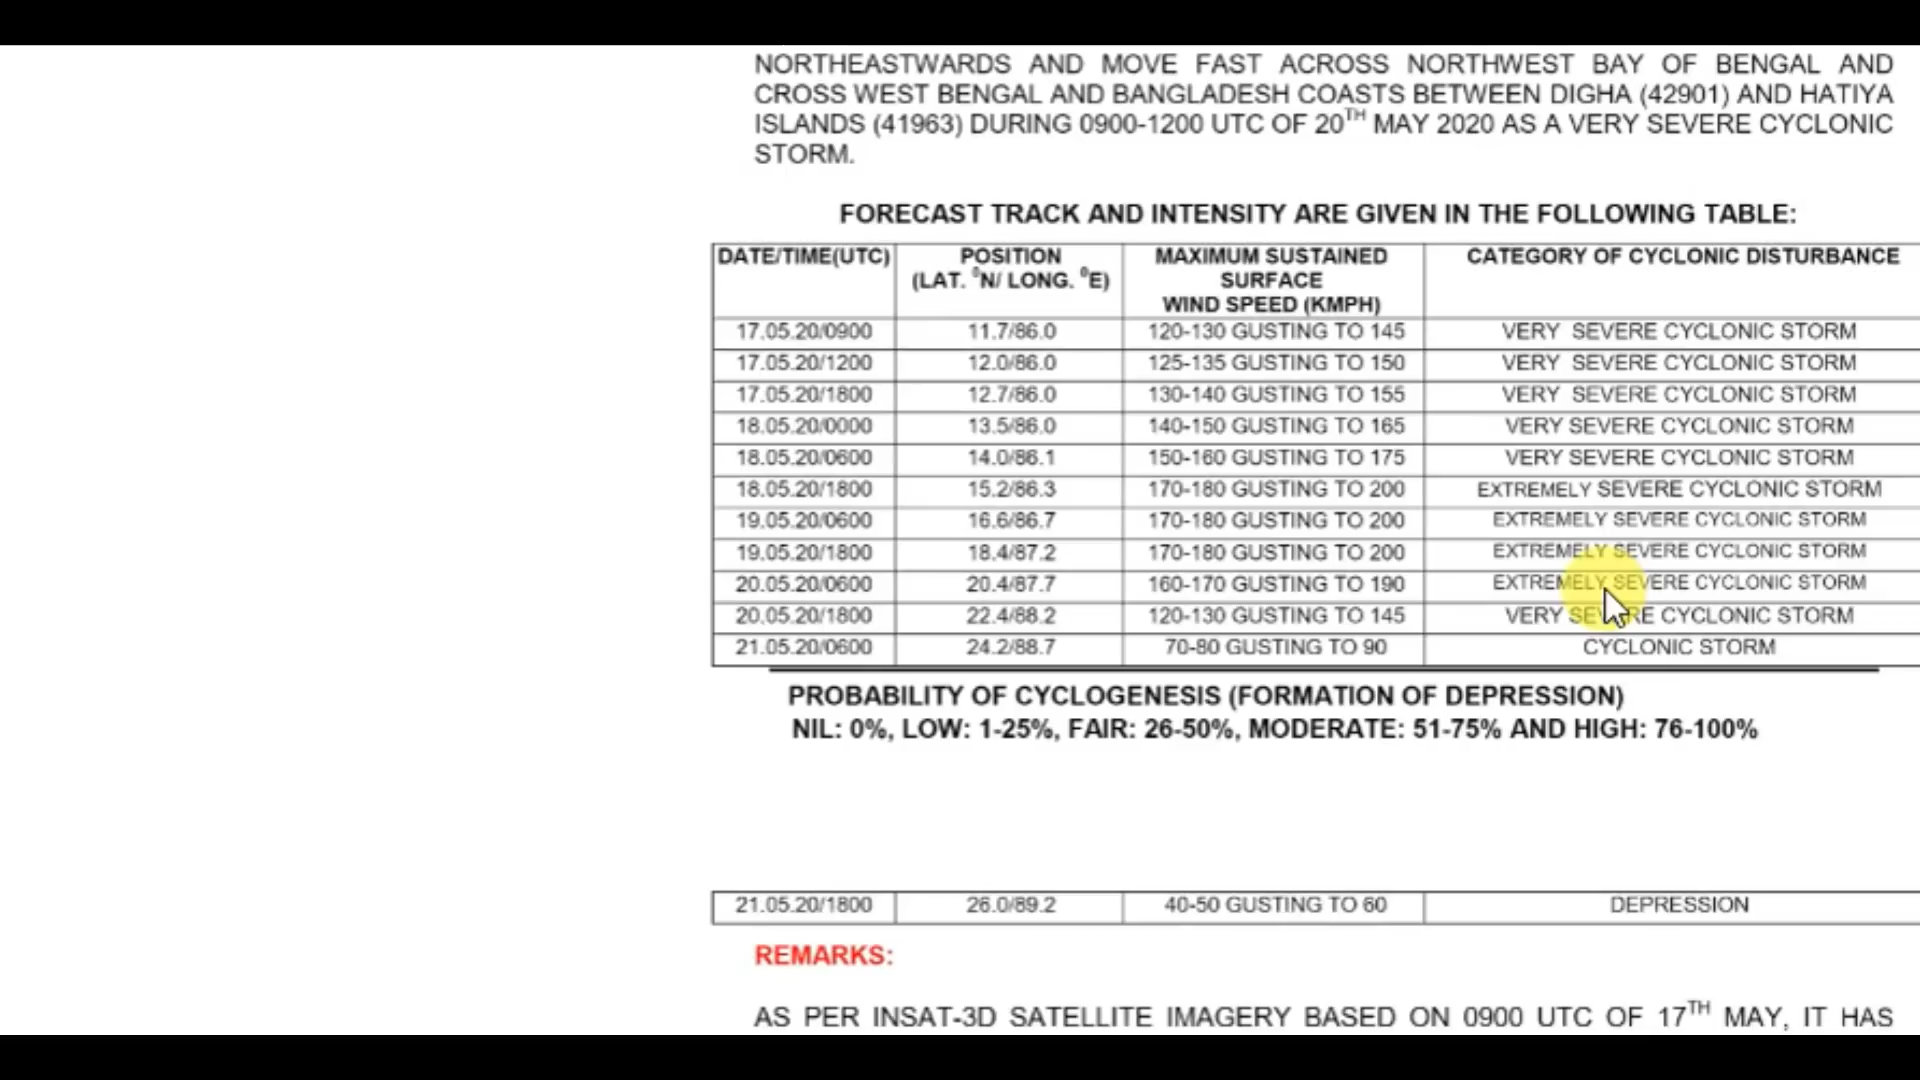 NORTHEASTWARDS AND MOVE FAST ACROSS NORTHWEST BAY OF BENGAL AND
CROSS WEST BENGAL AND BANGLADESH COASTS BETWEEN DIGHA (42901) AND HATIYA
ISLANDS (41963) DURING 0900-1200 UTC OF 20TH MAY 2020 AS A VERY SEVERE CYCLONIC
STORM.
FORECAST TRACK AND INTENSITY ARE GIVEN IN THE FOLLOWING TABLE:
DATE/TIME(UTC) POSITION (LAT. 0N/ LONG. 0E) MAXIMUM SUSTAINED SURFACE WIND SPEED (KMPH) CATEGORY OF CYCLONIC DISTURBANCE
17.05.20/0900 11.7/86.0 120-130 GUSTING TO 145 VERY SEVERE CYCLONIC STORM
17.05.20/1200 12.0/86.0 125-135 GUSTING TO 150 VERY SEVERE CYCLONIC STORM
17.05.20/1800 12.7/86.0 130-140 GUSTING TO 155 VERY SEVERE CYCLONIC STORM
18.05.20/0000 13.5/86.0 140-150 GUSTING TO 165 VERY SEVERE CYCLONIC STORM
18.05.20/0600 14.0/86.1 150-160 GUSTING TO 175 VERY SEVERE CYCLONIC STORM
18.05.20/1800 15.2/86.3 170-180 GUSTING TO 200 EXTREMELY SEVERE CYCLONIC STORM
19.05.20/0600 16.6/86.7 170-180 GUSTING TO 200 EXTREMELY SEVERE CYCLONIC STORM
19.05.20/1800 18.4/87.2 170-180 GUSTING TO 200 EXTREMELY SEVERE CYCLONIC STORM
20.05.20/0600 20.4/87.7 160-170 GUSTING TO 190 EXTREMELY SEVERE CYCLONIC STORM
20.05.20/1800 22.4/88.2 120-130 GUSTING TO 145 VERY SEVERE CYCLONIC STORM
21.05.20/0600 24.2/88.7 70-80 GUSTING TO 90 CYCLONIC STORM
PROBABILITY OF CYCLOGENESIS (FORMATION OF DEPRESSION)
NIL: 0%, LOW: 1-25%, FAIR: 26-50%, MODERATE: 51-75% AND HIGH: 76-100%
21.05.20/1800 26.0/89.2 40-50 GUSTING TO 60 DEPRESSION
REMARKS:
AS PER INSAT-3D SATELLITE IMAGERY BASED ON 0900 UTC OF 17TH MAY, IT HAS